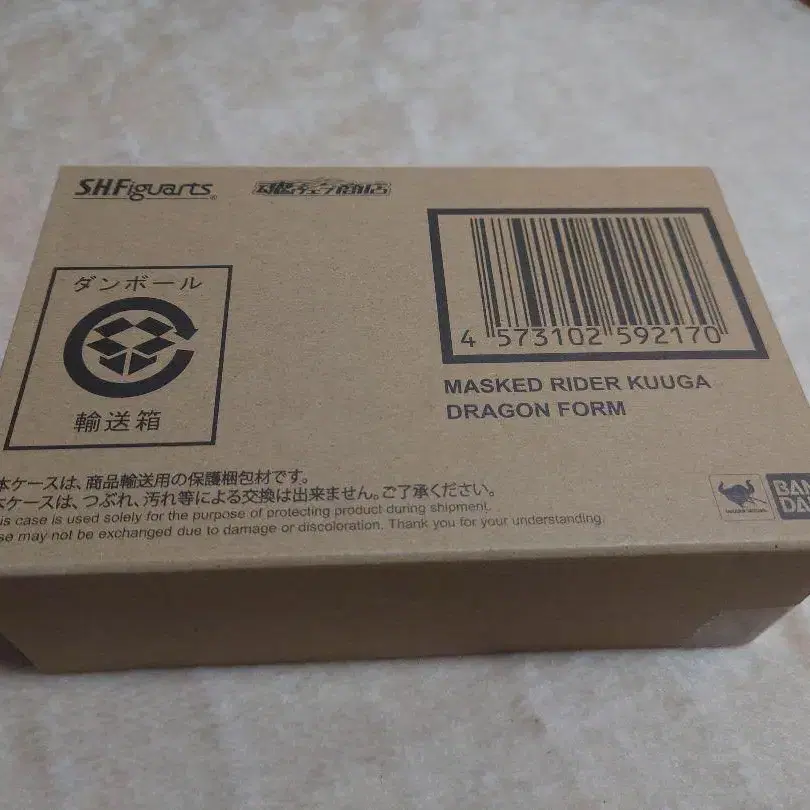 S.H.Figuarts
魂ウェブ商店
ダンボール
輸送箱
4 573102 592170
MASKED RIDER KUUGA
DRAGON FORM
本ケースは、商品輸送用の保護梱包材です。
本ケースは、つぶれ、汚れ等による交換は出来ません。ご了承ください。
is case is used solely for the purpose of protecting product during shipment.
se may not be exchanged due to damage or discoloration. Thank you for your understanding.
BAN
DA